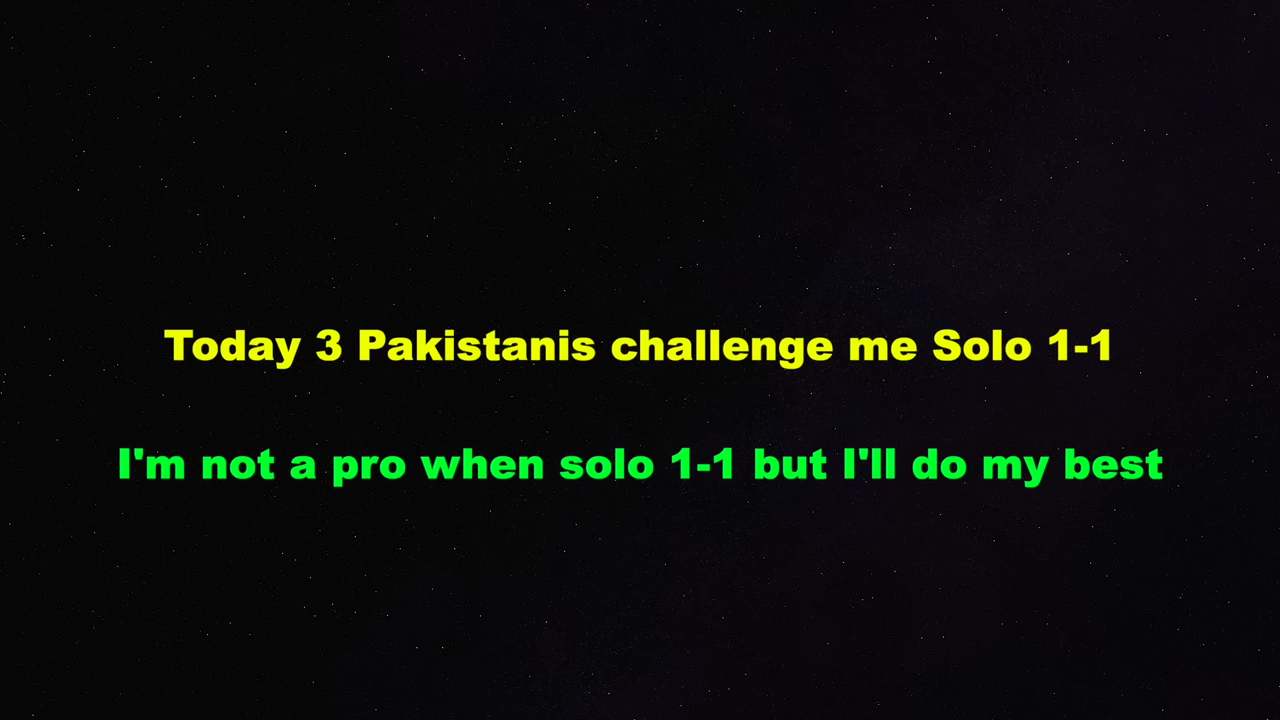 Today 3 Pakistanis challenge me Solo 1-1
I'm not a pro when solo 1-1 but I'll do my best